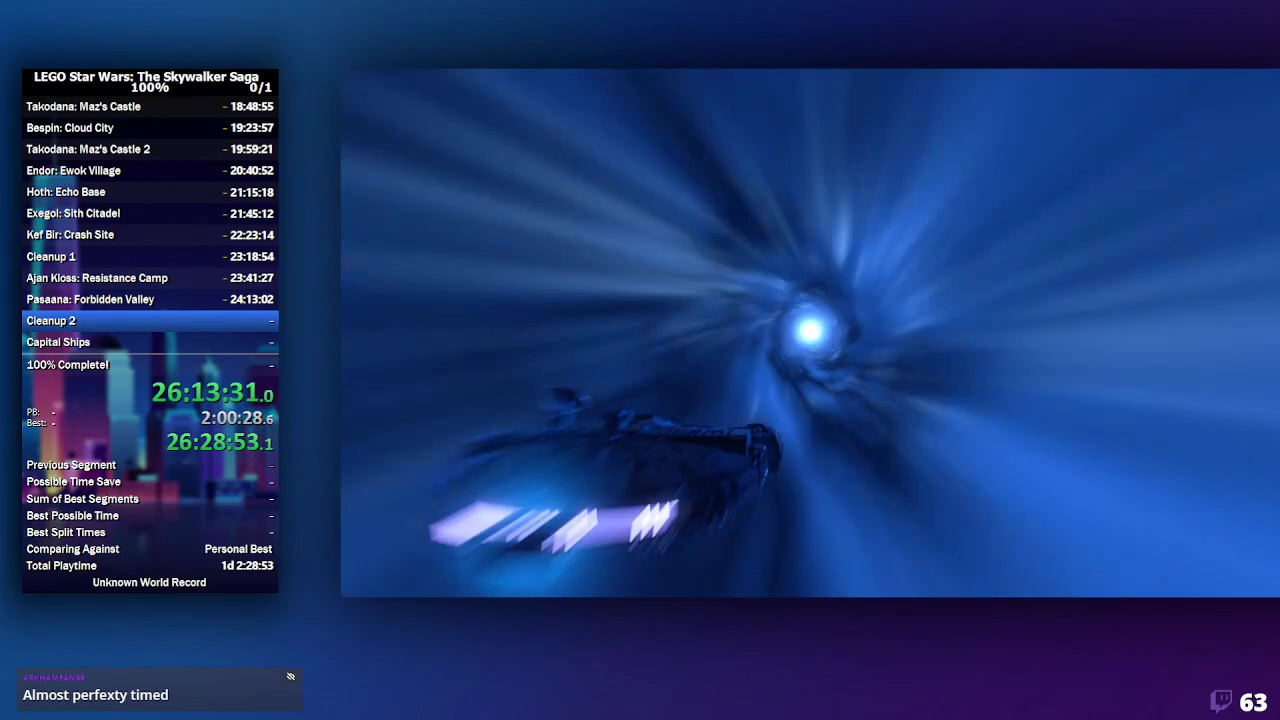 LEGO Star Wars: The Skywalker Saga
100% 0/1
Takodana: Maz's Castle - 18:48:55
Bespin: Cloud City - 19:23:57
Takodana: Maz's Castle 2 - 19:59:21
Endor: Ewok Village - 20:40:52
Hoth: Echo Base - 21:15:18
Exegol: Sith Citadel - 21:45:12
Kef Bir: Crash Site - 22:23:14
Cleanup 1 - 23:18:54
Ajan Kloss: Resistance Camp - 23:41:27
Pasaana: Forbidden Valley - 24:13:02
Cleanup 2 -
Capital Ships -
100% Complete! -
26:13:31.0
PB: - 2:00:28.6
Best: -
26:28:53.1
Previous Segment -
Possible Time Save -
Sum of Best Segments -
Best Possible Time -
Best Split Times -
Comparing Against Personal Best
Total Playtime 1d 2:28:53
Unknown World Record
ARKHAMFAN69
Almost perfexty timed
63